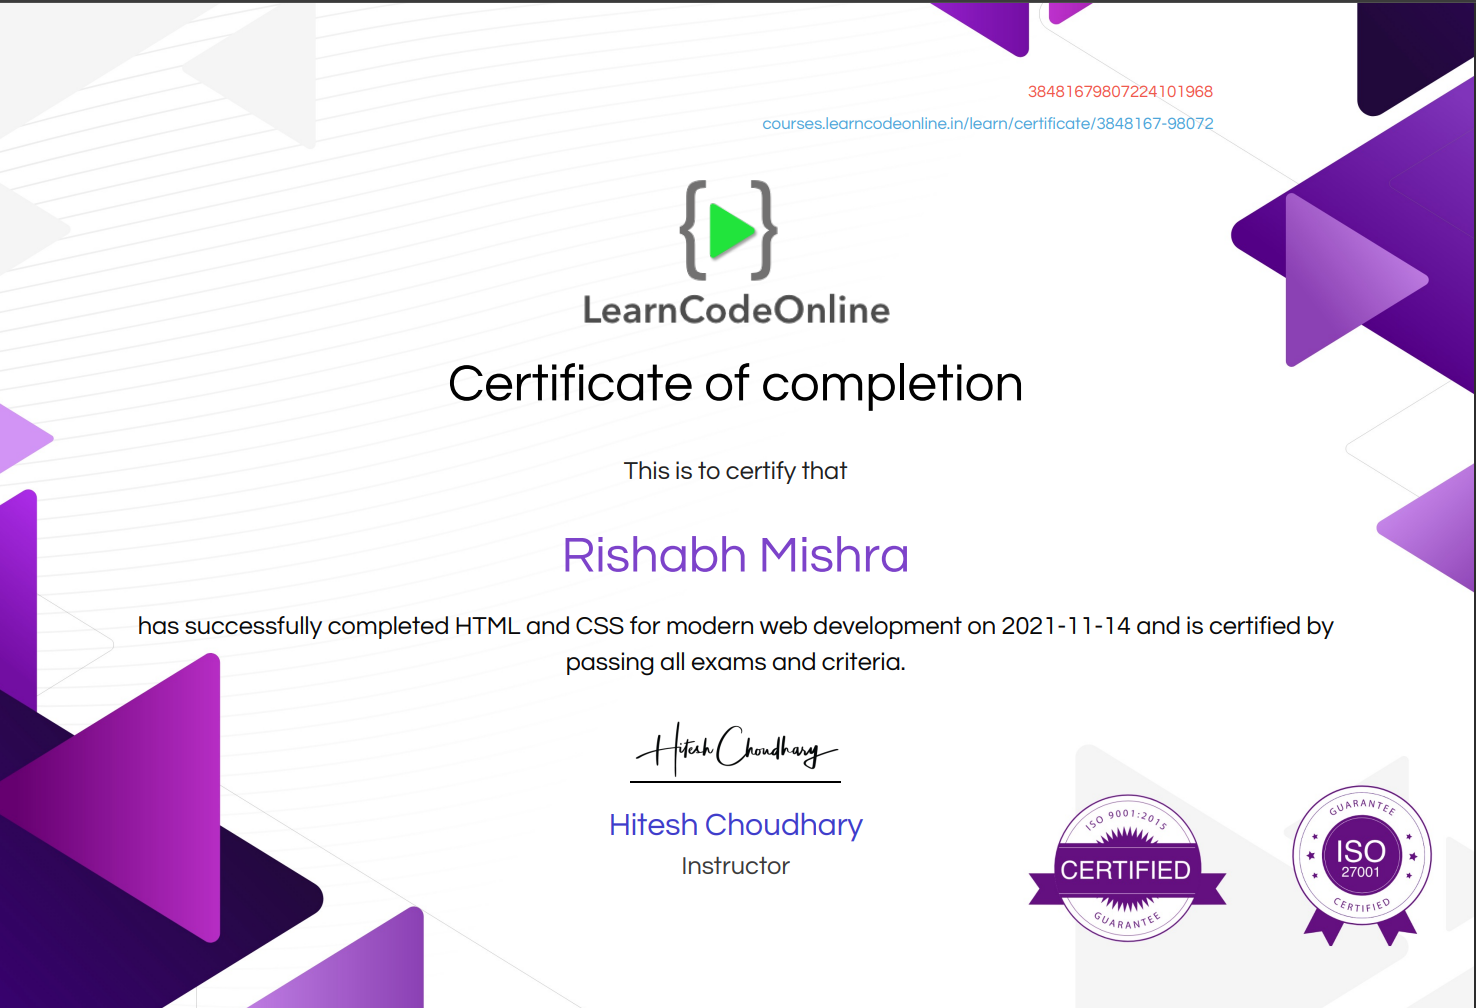 38481679807224101968
courses.learncodeonline.in/learn/certificate/3848167-98072
LearnCodeOnline
Certificate of completion
This is to certify that
Rishabh Mishra
has successfully completed HTML and CSS for modern web development on 2021-11-14 and is certified by
passing all exams and criteria.
Hitesh Choudhary
Hitesh Choudhary
Instructor
ISO 9001:2015
CERTIFIED
GUARANTEE
GUARANTEE
ISO
27001
CERTIFIED